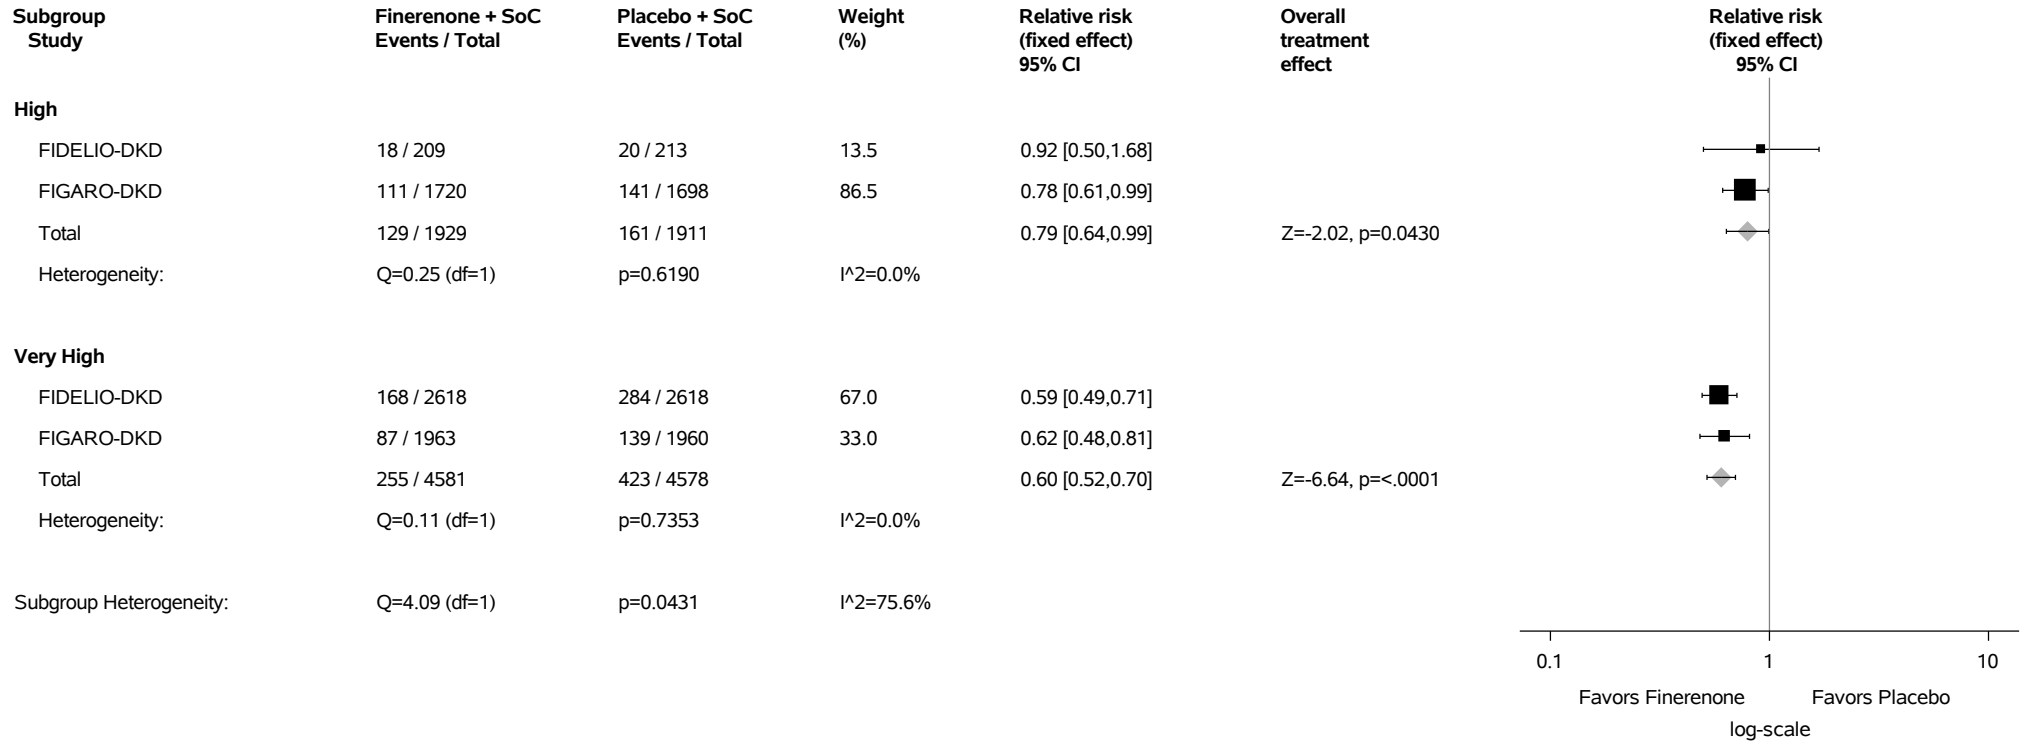 Subgroup Finerenone + SoC Placebo + SoC Weight Relative risk Overall Relative risk
Study Events / Total Events / Total (%) (fixed effect) treatment (fixed effect)
95% CI effect 95% CI
High
FIDELIO-DKD 18 / 209 20 / 213 13.5 0.92 [0.50,1.68]
FIGARO-DKD 111 / 1720 141 / 1698 86.5 0.78 [0.61,0.99]
Total 129 / 1929 161 / 1911 0.79 [0.64,0.99] Z=-2.02, p=0.0430
Heterogeneity: Q=0.25 (df=1) p=0.6190 I^2=0.0%
Very High
FIDELIO-DKD 168 / 2618 284 / 2618 67.0 0.59 [0.49,0.71]
FIGARO-DKD 87 / 1963 139 / 1960 33.0 0.62 [0.48,0.81]
Total 255 / 4581 423 / 4578 0.60 [0.52,0.70] Z=-6.64, p=<.0001
Heterogeneity: Q=0.11 (df=1) p=0.7353 I^2=0.0%
Subgroup Heterogeneity: Q=4.09 (df=1) p=0.0431 I^2=75.6%
0.1 1 10
Favors Finerenone Favors Placebo
log-scale